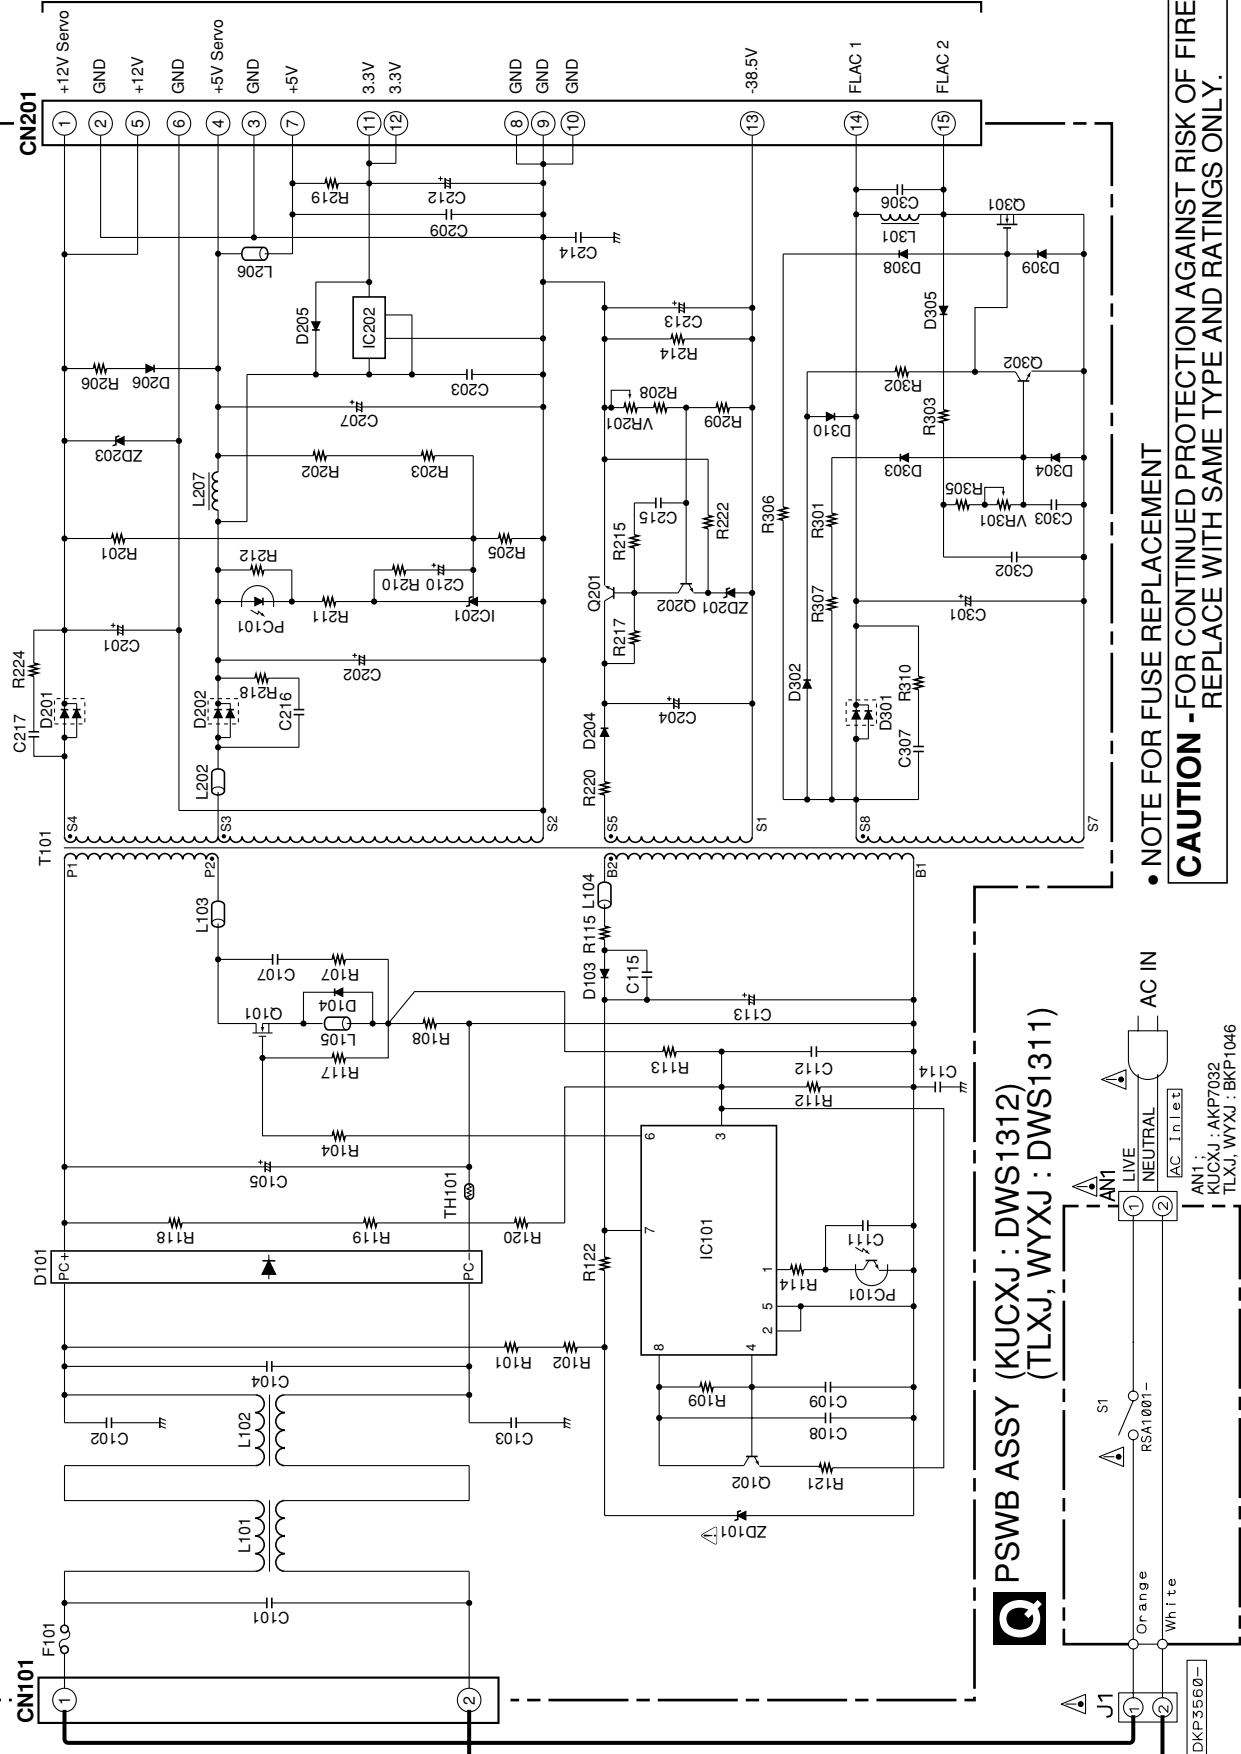 CN201
+12V Servo
GND
+12V
GND
+5V Servo
GND
+5V
3.3V
3.3V
GND
GND
GND
-38.5V
FLAC 1
FLAC 2
1
2
5
6
4
3
7
11
12
8
9
10
13
14
15
R219
C212
C209
C214
L206
C306
L301
Q301
D308
D309
D305
D205
IC202
C213
R214
R206
D206
C203
R302
Q302
C207
VR201
R208
R209
D310
R303
ZD203
R202
R203
D303
D304
L207
C215
R215
R222
R306
R301
R305
VR301
C303
R201
R205
C302
R212
R210
C210
PC101
R211
IC201
Q201
Q202
ZD201
R307
C301
R224
C201
R217
C202
D302
R310
C217
D201
D202
R218
C216
D204
C204
D301
C307
L202
R220
T101
S4
S3
S2
S5
S1
S8
S7
P1
P2
B2
B1
L103
L104
R115
C107
R107
D103
C115
D104
Q101
L105
R108
C113
R117
R113
C112
C114
R112
R104
6
3
C105
TH101
R118
R119
R120
R122
7
IC101
C111
D101
PC+
PC-
1
R114
PC101
5
2
R101
R102
8
4
C104
R109
C109
C108
C102
L102
C103
Q102
R121
L101
ZD101
C101
F101
CN101
1
2
• NOTE FOR FUSE REPLACEMENT
CAUTION - FOR CONTINUED PROTECTION AGAINST RISK OF FIRE
REPLACE WITH SAME TYPE AND RATINGS ONLY.
Q PSWB ASSY (KUCXJ : DWS1312)
(TLXJ, WYXJ : DWS1311)
AC IN
LIVE
NEUTRAL
AC Inlet
AN1
1
2
AN1 ;
KUCXJ : AKP7032
TLXJ, WYXJ : BKP1046
S1
RSA1001-
Orange
White
J1
1
2
DKP3560-